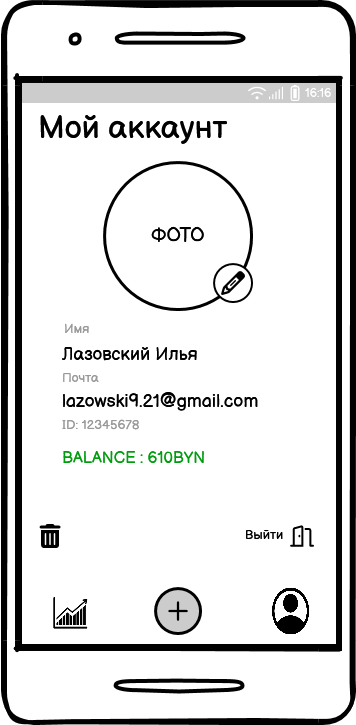 16:16
Мой аккаунт
ФОТО
Имя
Лазовский Илья
Почта
lazowski9.21@gmail.com
ID: 12345678
BALANCE : 610BYN
Выйти